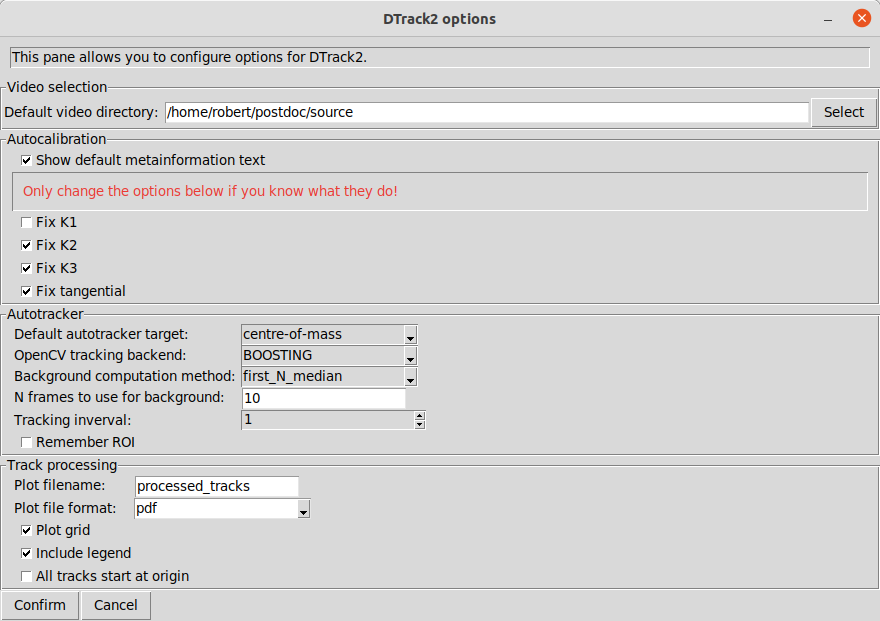 DTrack2 options
This pane allows you to configure options for DTrack2.
Video selection
Default video directory: /home/robert/postdoc/source Select
Autocalibration
Show default metainformation text
Only change the options below if you know what they do!
Fix K1
Fix K2
Fix K3
Fix tangential
Autotracker
Default autotracker target: centre-of-mass
OpenCV tracking backend: BOOSTING
Background computation method: first_N_median
N frames to use for background: 10
Tracking inverval: 1
Remember ROI
Track processing
Plot filename: processed_tracks
Plot file format: pdf
Plot grid
Include legend
All tracks start at origin
Confirm Cancel